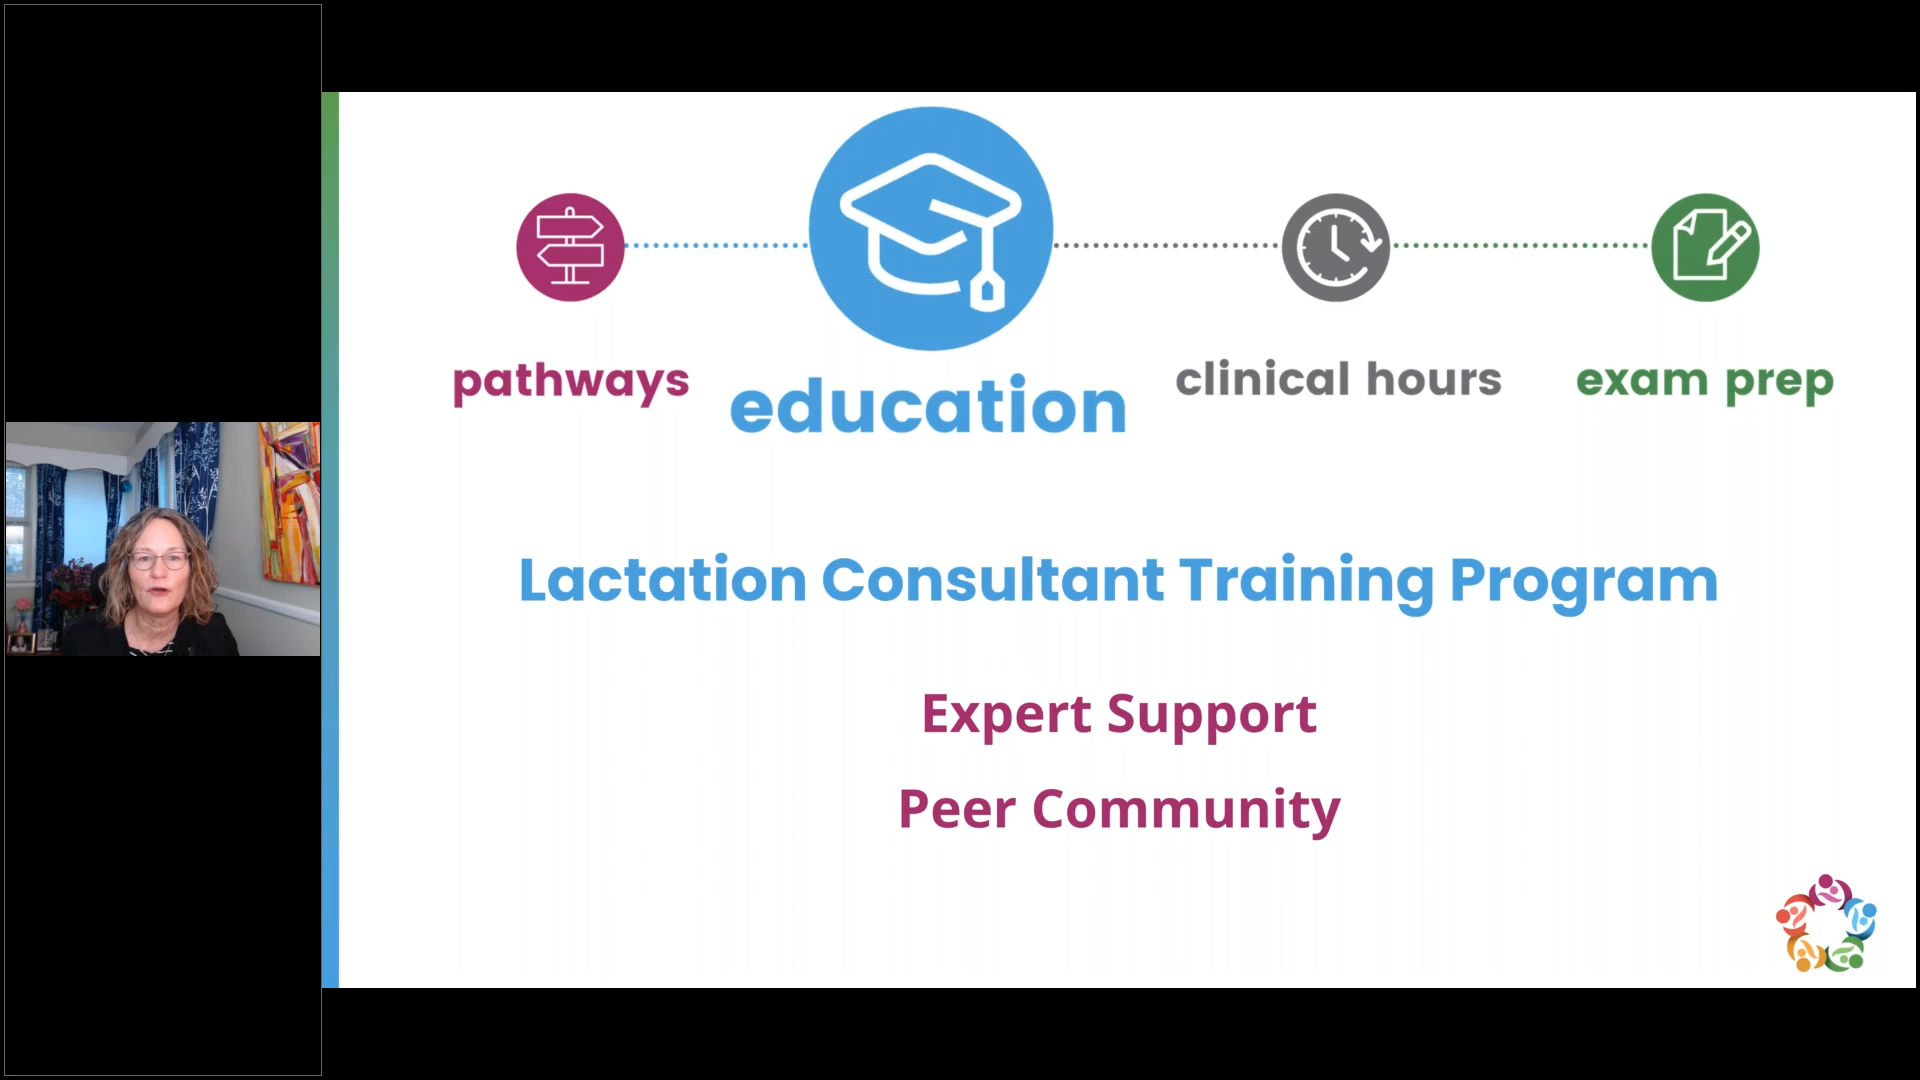 pathways
education
clinical hours
exam prep
Lactation Consultant Training Program
Expert Support
Peer Community